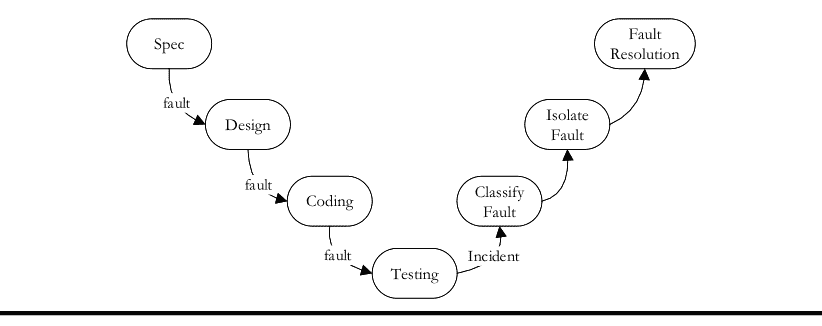 Spec
fault
Design
fault
Coding
fault
Testing
Incident
Classify
Fault
Isolate
Fault
Fault
Resolution